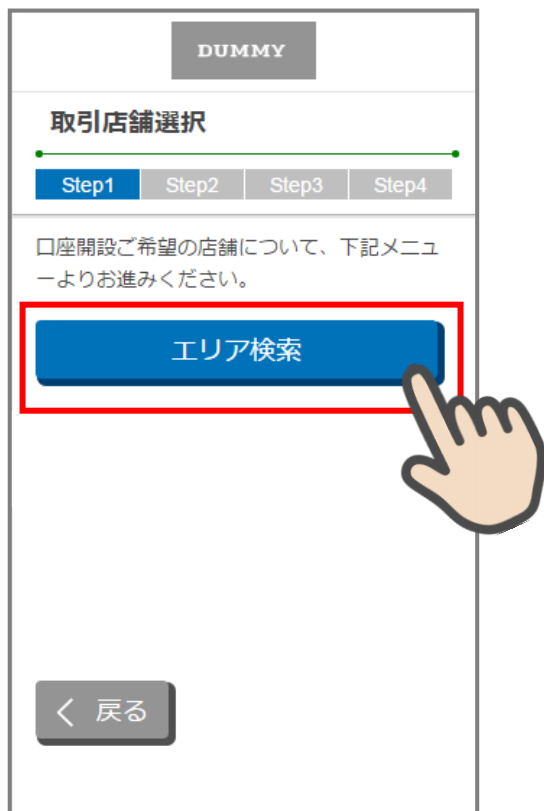 DUMMY
取引店舗選択
Step1 Step2 Step3 Step4
口座開設ご希望の店舗について、下記メニュ
ーよりお進みください。
エリア検索
戻る